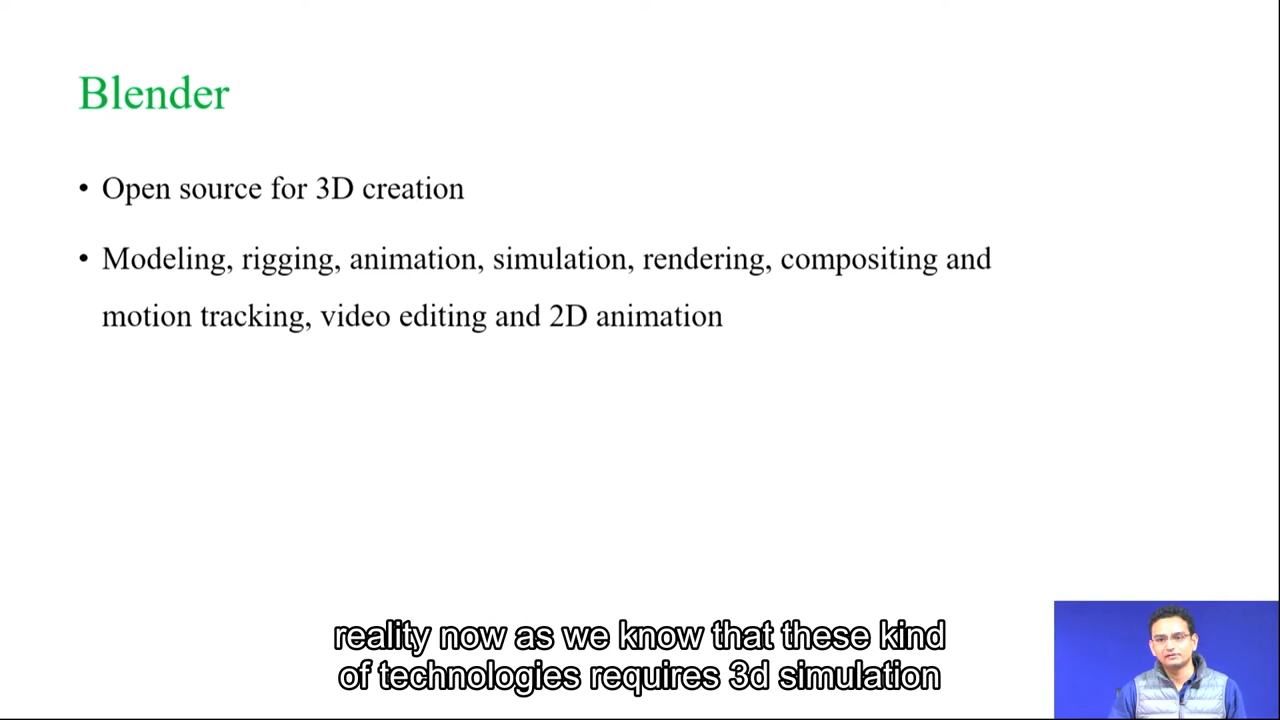 Blender
• Open source for 3D creation
• Modeling, rigging, animation, simulation, rendering, compositing and
motion tracking, video editing and 2D animation
reality now as we know that these kind
of technologies requires 3d simulation